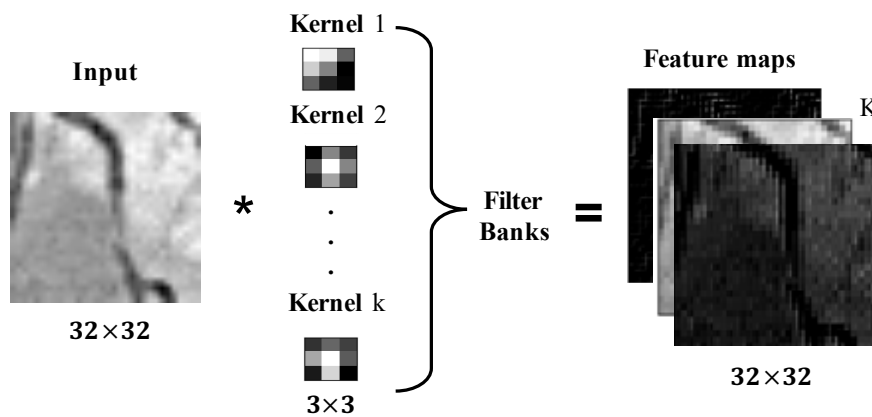 Input
32×32
*
Kernel 1
Kernel 2
.
.
.
Kernel k
3×3
Filter
Banks
=
Feature maps
K
32×32